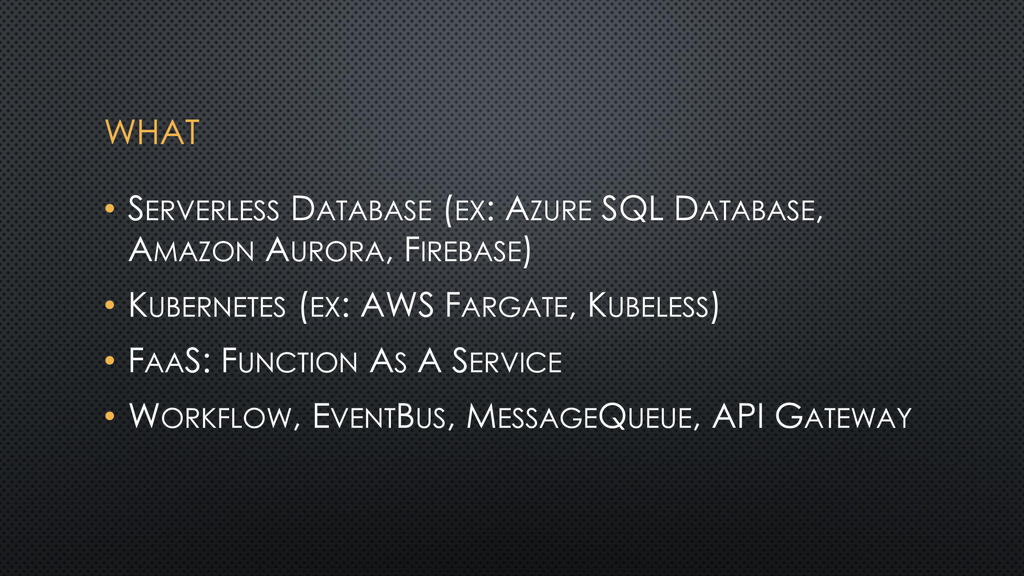 WHAT
• Serverless Database (ex: Azure SQL Database,
Amazon Aurora, Firebase)
• Kubernetes (ex: AWS Fargate, Kubeless)
• FaaS: Function As A Service
• Workflow, EventBus, MessageQueue, API Gateway